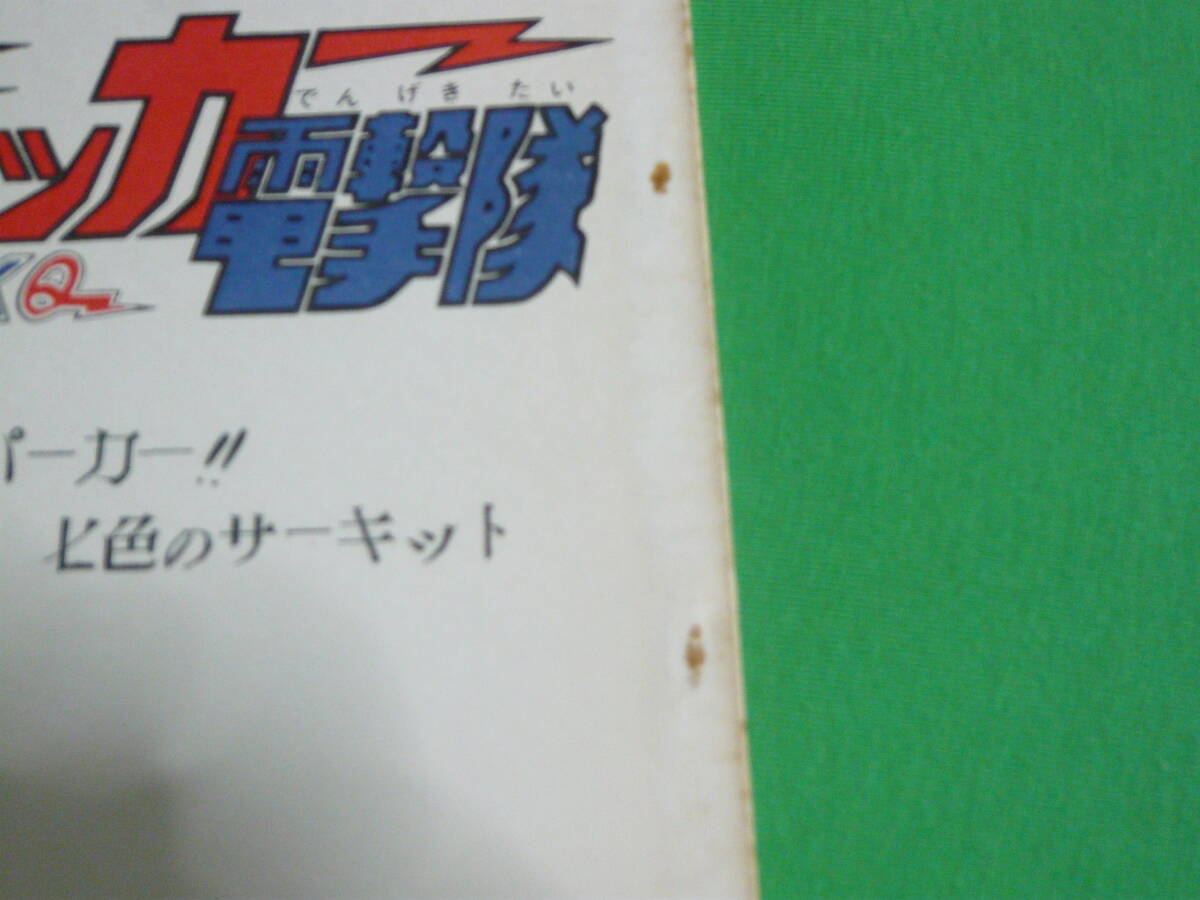 ッカー
でんげきたい
電撃隊
Q
パーカー!!
七色のサーキット